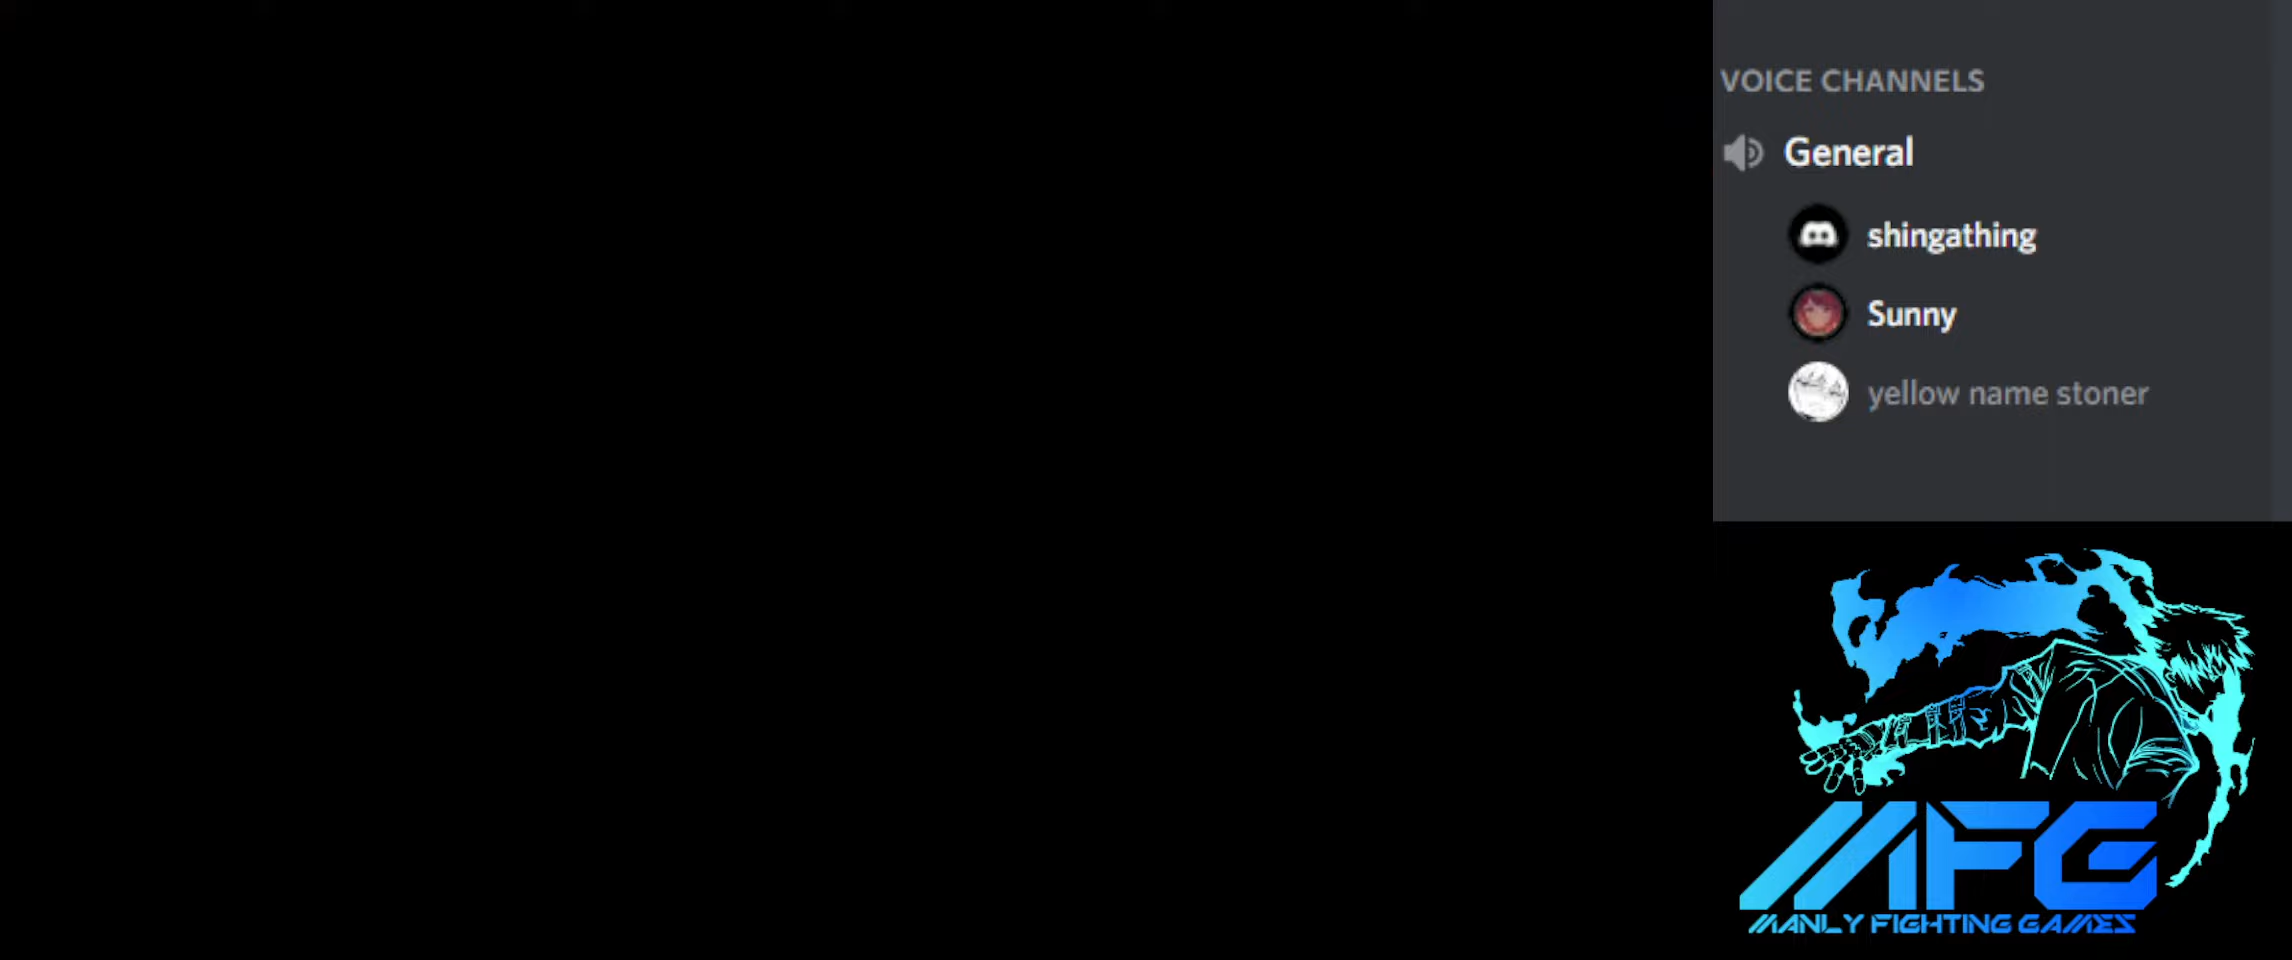 VOICE CHANNELS
General
shingathing
Sunny
yellow name stoner
MFG
MANLY FIGHTING GAMES